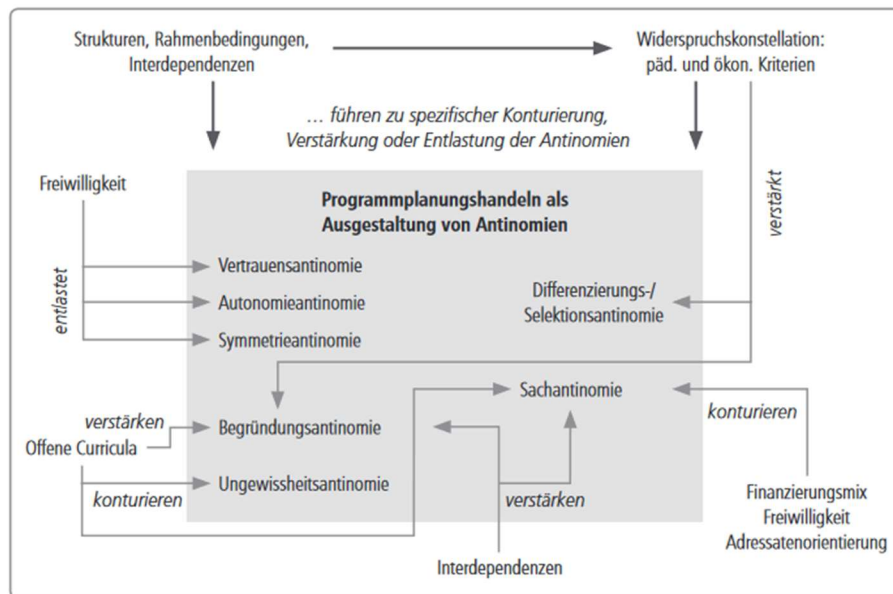 Strukturen, Rahmenbedingungen,
Interdependenzen
Widerspruchskonstellation:
päd. und ökon. Kriterien
… führen zu spezifischer Konturierung,
Verstärkung oder Entlastung der Antinomien
Freiwilligkeit
entlastet
verstärkt
Programmplanungshandeln als
Ausgestaltung von Antinomien
Vertrauensantinomie
Autonomieantinomie
Symmetrieantinomie
Differenzierungs-/
Selektionsantinomie
Sachantinomie
verstärken
Begründungsantinomie
konturieren
Offene Curricula
konturieren
Ungewissheitsantinomie
verstärken
Finanzierungsmix
Freiwilligkeit
Adressatenorientierung
Interdependenzen